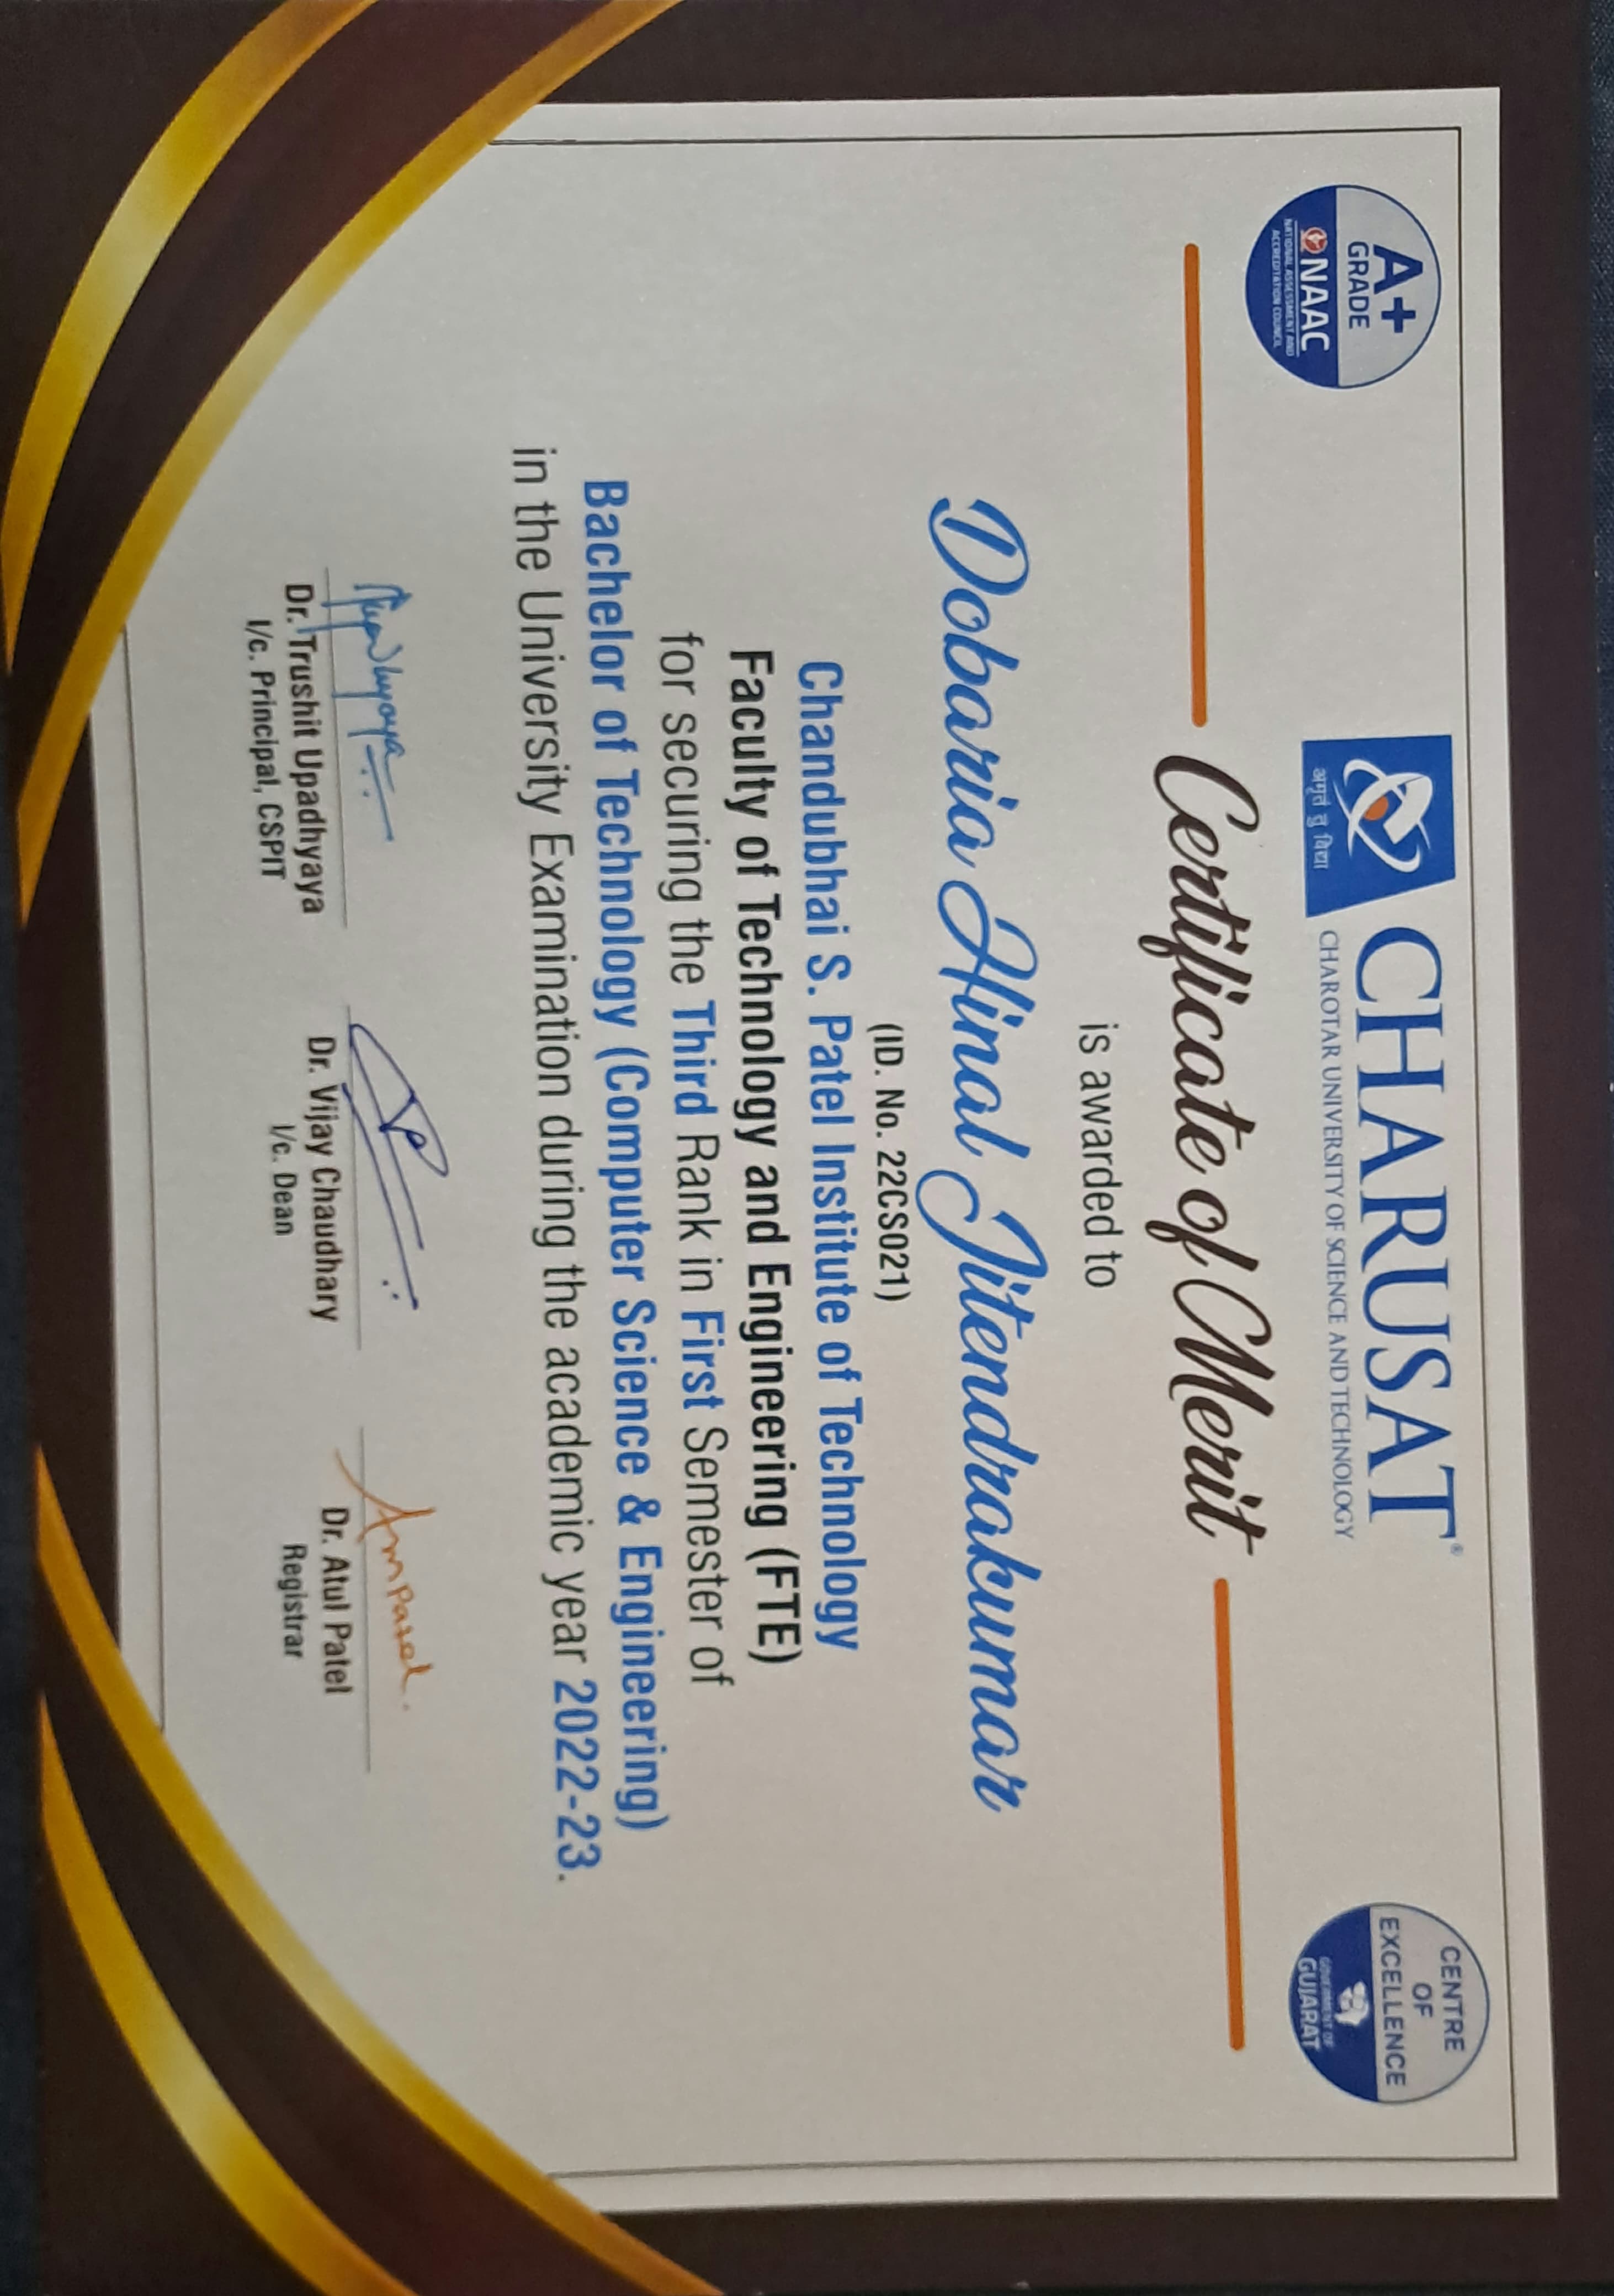 A+
GRADE
NAAC
NATIONAL ASSESSMENT AND
ACCREDITATION COUNCIL
अमृतं तु विद्या
CHARUSAT®
CHAROTAR UNIVERSITY OF SCIENCE AND TECHNOLOGY
CENTRE
OF
EXCELLENCE
GOVERNMENT OF
GUJARAT
Certificate of Merit
is awarded to
Dobaria Hinal Jitendrakumar
(ID. No. 22CS021)
Chandubhai S. Patel Institute of Technology
Faculty of Technology and Engineering (FTE)
for securing the Third Rank in First Semester of
Bachelor of Technology (Computer Science & Engineering)
in the University Examination during the academic year 2022-23.
Ampatel.
Dr. Trushit Upadhyaya
I/c. Principal, CSPIT
Dr. Vijay Chaudhary
I/c. Dean
Dr. Atul Patel
Registrar